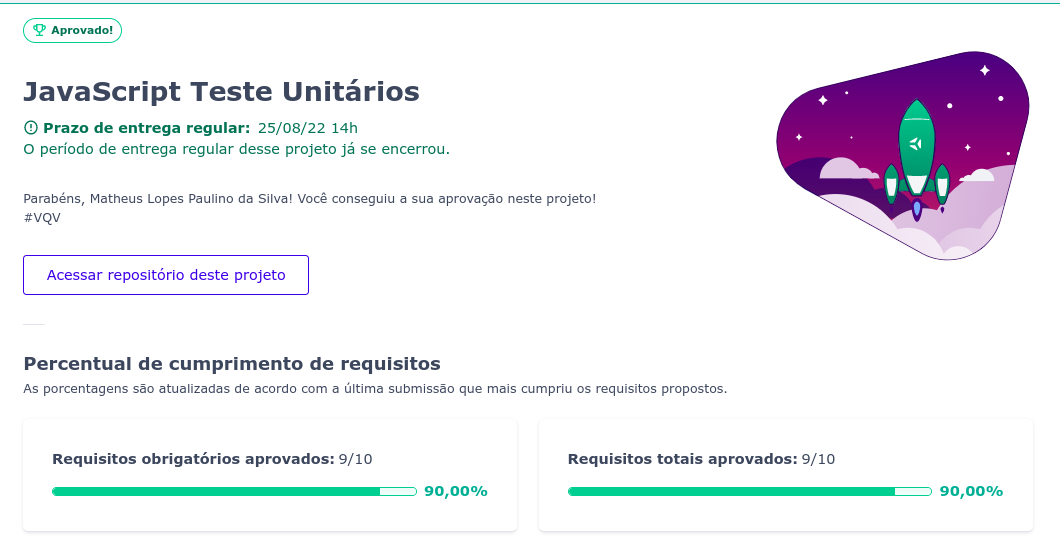 Aprovado!
JavaScript Teste Unitários
Prazo de entrega regular: 25/08/22 14h
O período de entrega regular desse projeto já se encerrou.
Parabéns, Matheus Lopes Paulino da Silva! Você conseguiu a sua aprovação neste projeto!
#VQV
Acessar repositório deste projeto
Percentual de cumprimento de requisitos
As porcentagens são atualizadas de acordo com a última submissão que mais cumpriu os requisitos propostos.
Requisitos obrigatórios aprovados: 9/10
90,00%
Requisitos totais aprovados: 9/10
90,00%